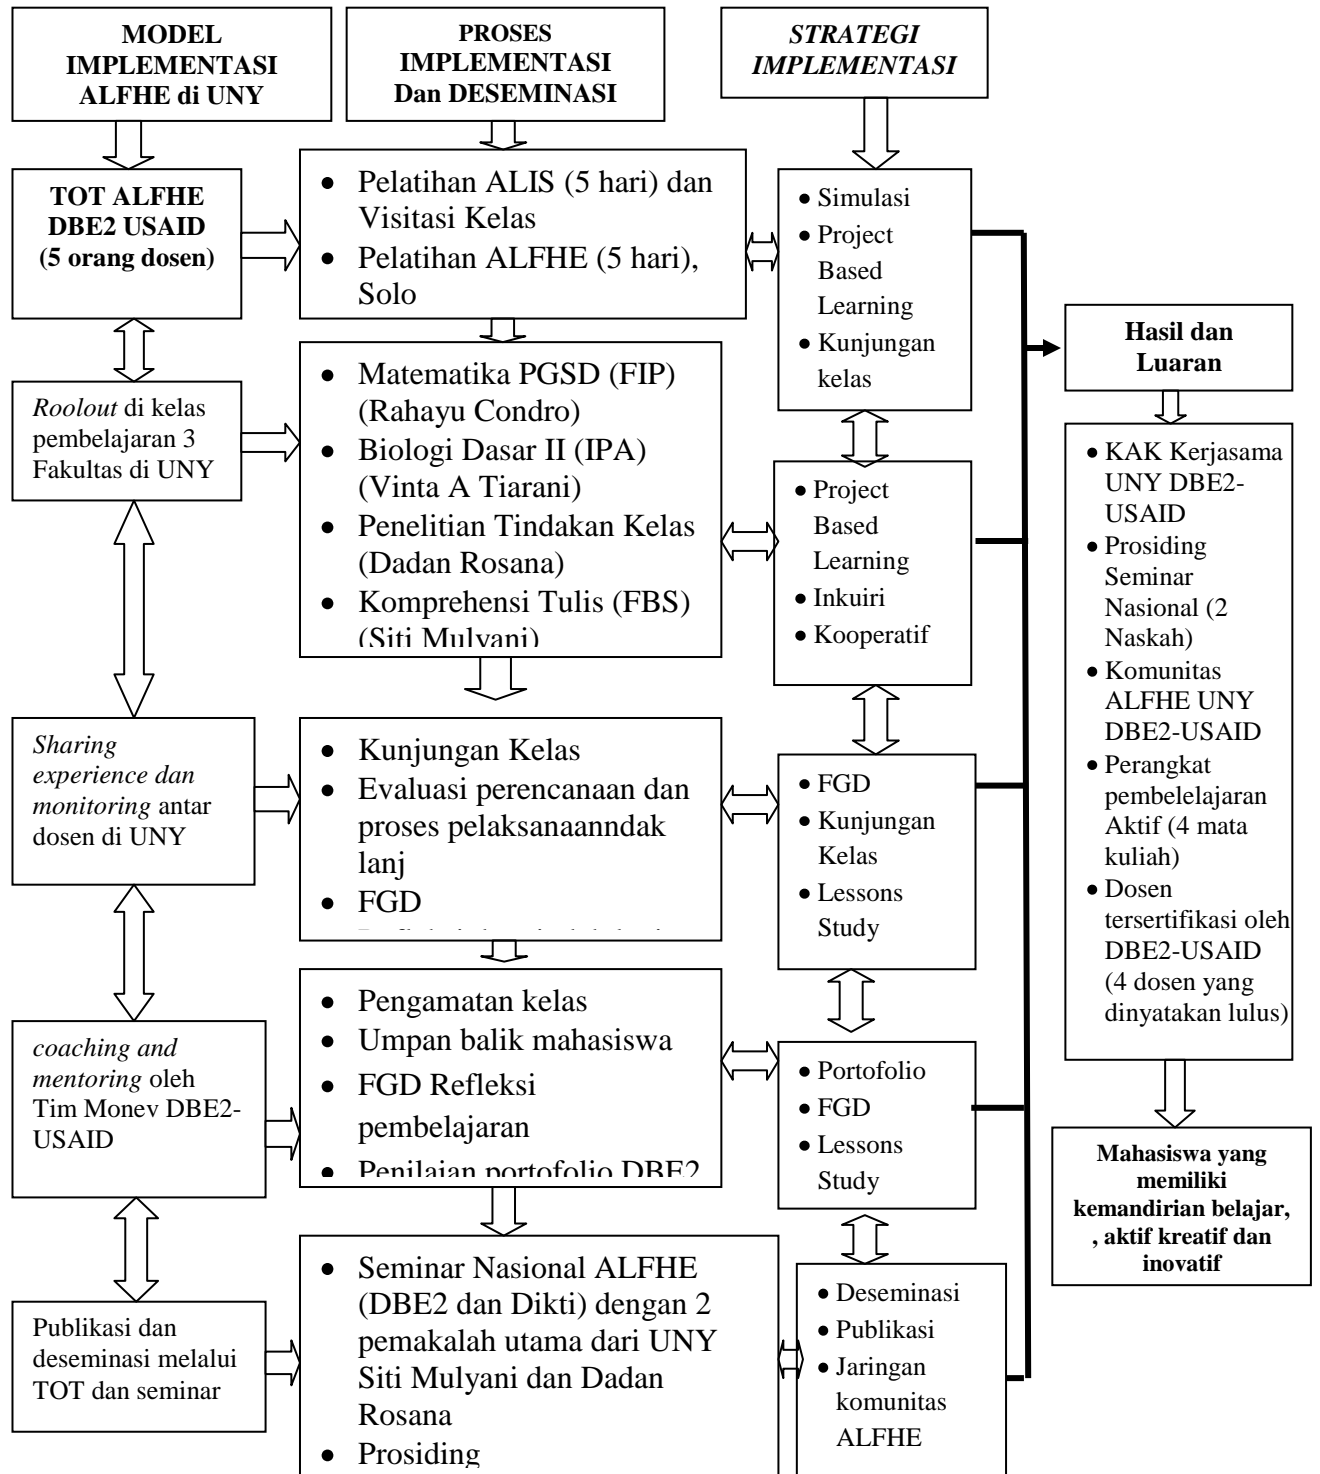 MODEL
IMPLEMENTASI
ALFHE di UNY
PROSES
IMPLEMENTASI
Dan DESEMINASI
STRATEGI
IMPLEMENTASI
TOT ALFHE
DBE2 USAID
(5 orang dosen)
• Pelatihan ALIS (5 hari) dan
Visitasi Kelas
• Pelatihan ALFHE (5 hari),
Solo
• Simulasi
• Project
Based
Learning
• Kunjungan
kelas
Roolout di kelas
pembelajaran 3
Fakultas di UNY
• Matematika PGSD (FIP)
(Rahayu Condro)
• Biologi Dasar II (IPA)
(Vinta A Tiarani)
• Penelitian Tindakan Kelas
(Dadan Rosana)
• Komprehensi Tulis (FBS)
(Siti Mulyani)
• Project
Based
Learning
• Inkuiri
• Kooperatif
Sharing
experience dan
monitoring antar
dosen di UNY
• Kunjungan Kelas
• Evaluasi perencanaan dan
proses pelaksanaanndak
lanj
• FGD
• FGD
• Kunjungan
Kelas
• Lessons
Study
coaching and
mentoring oleh
Tim Monev DBE2-
USAID
• Pengamatan kelas
• Umpan balik mahasiswa
• FGD Refleksi
pembelajaran
• Penilaian portofolio DBE2
• Portofolio
• FGD
• Lessons
Study
Publikasi dan
deseminasi melalui
TOT dan seminar
• Seminar Nasional ALFHE
(DBE2 dan Dikti) dengan 2
pemakalah utama dari UNY
Siti Mulyani dan Dadan
Rosana
• Prosiding
• Deseminasi
• Publikasi
• Jaringan
komunitas
ALFHE
Hasil dan
Luaran
• KAK Kerjasama
UNY DBE2-
USAID
• Prosiding
Seminar
Nasional (2
Naskah)
• Komunitas
ALFHE UNY
DBE2-USAID
• Perangkat
pembelelajaran
Aktif (4 mata
kuliah)
• Dosen
tersertifikasi oleh
DBE2-USAID
(4 dosen yang
dinyatakan lulus)
Mahasiswa yang
memiliki
kemandirian belajar,
, aktif kreatif dan
inovatif